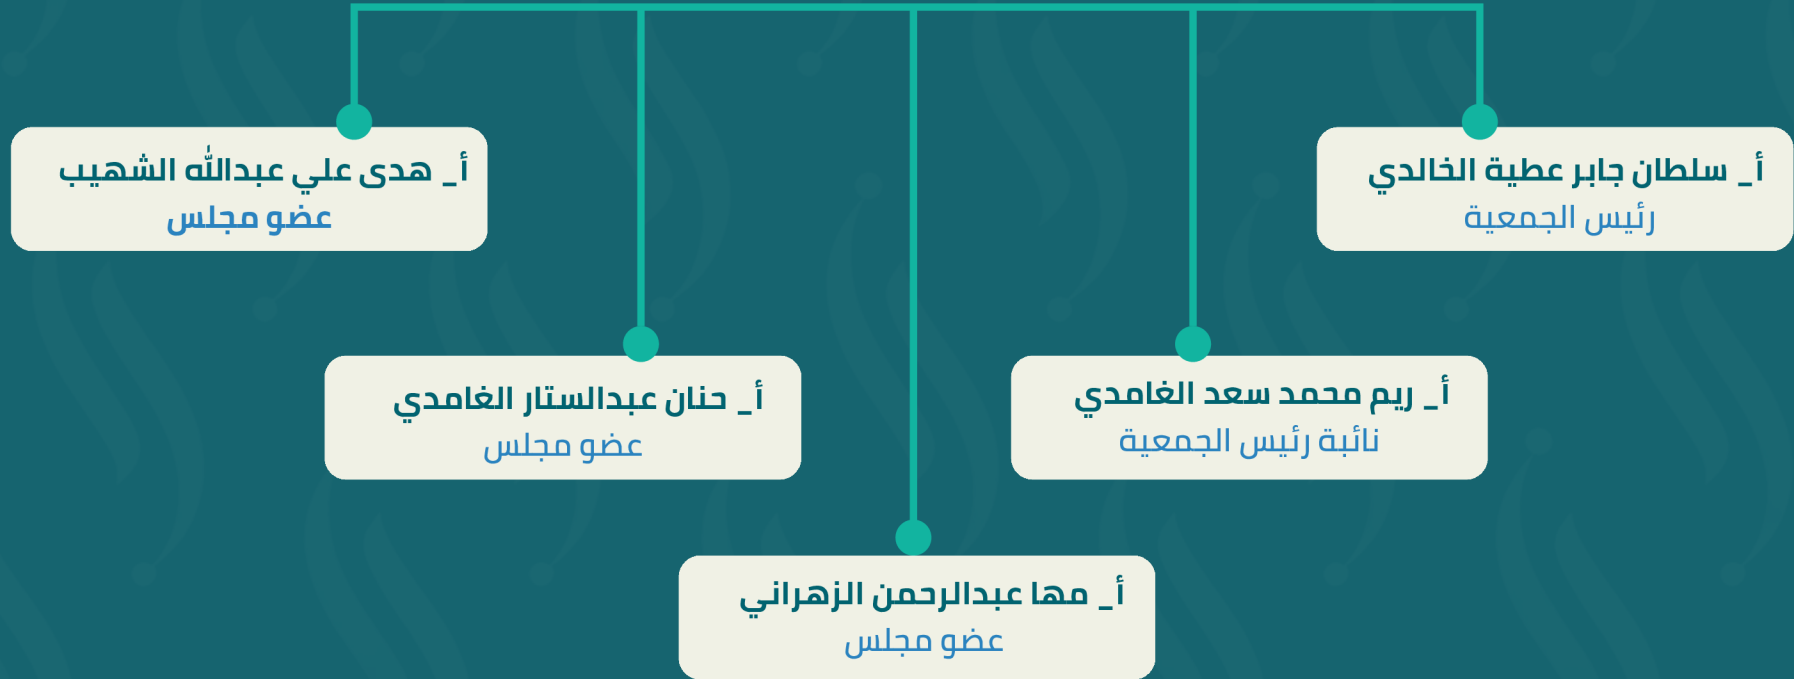 أ_ سلطان جابر عطية الخالدي
رئيس الجمعية
أ_ هدى علي عبدالله الشهيب
عضو مجلس
أ_ ريم محمد سعد الغامدي
نائبة رئيس الجمعية
أ_ حنان عبدالستار الغامدي
عضو مجلس
أ_ مها عبدالرحمن الزهراني
عضو مجلس